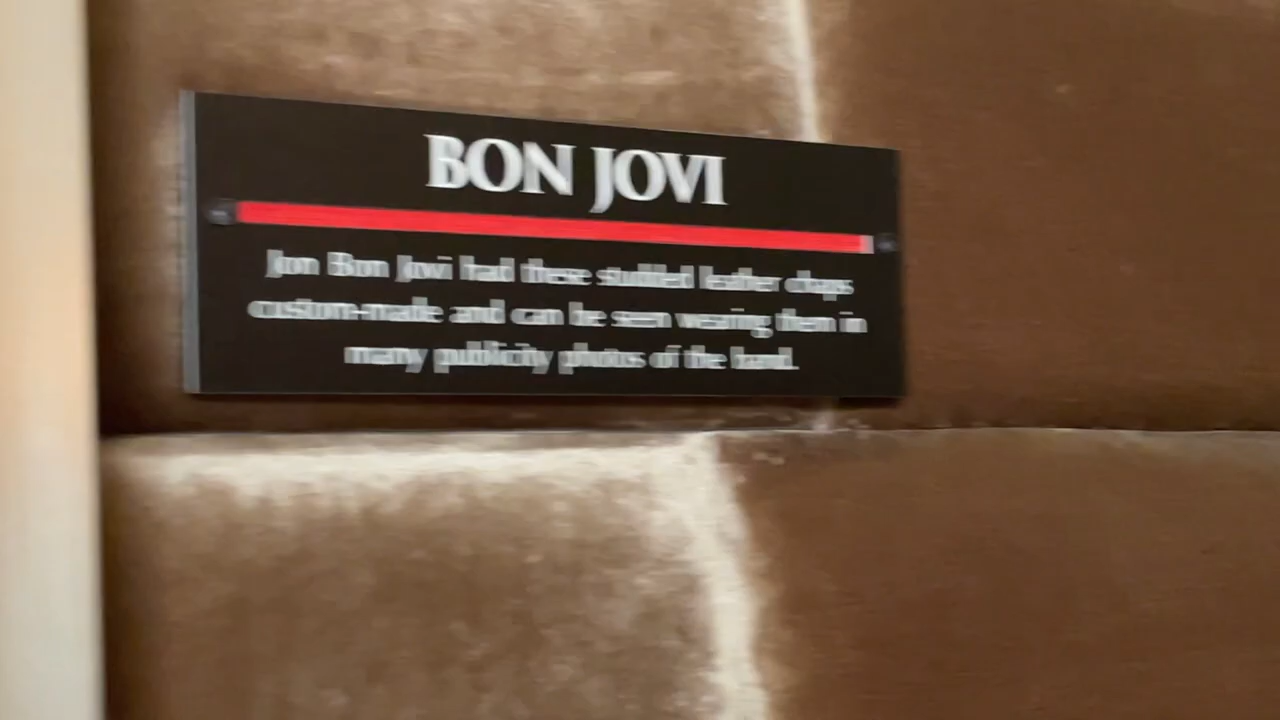 BON JOVI
Jon Bon Jovi had these studded leather chaps
custom-made and can be seen wearing them in
many publicity photos of the band.